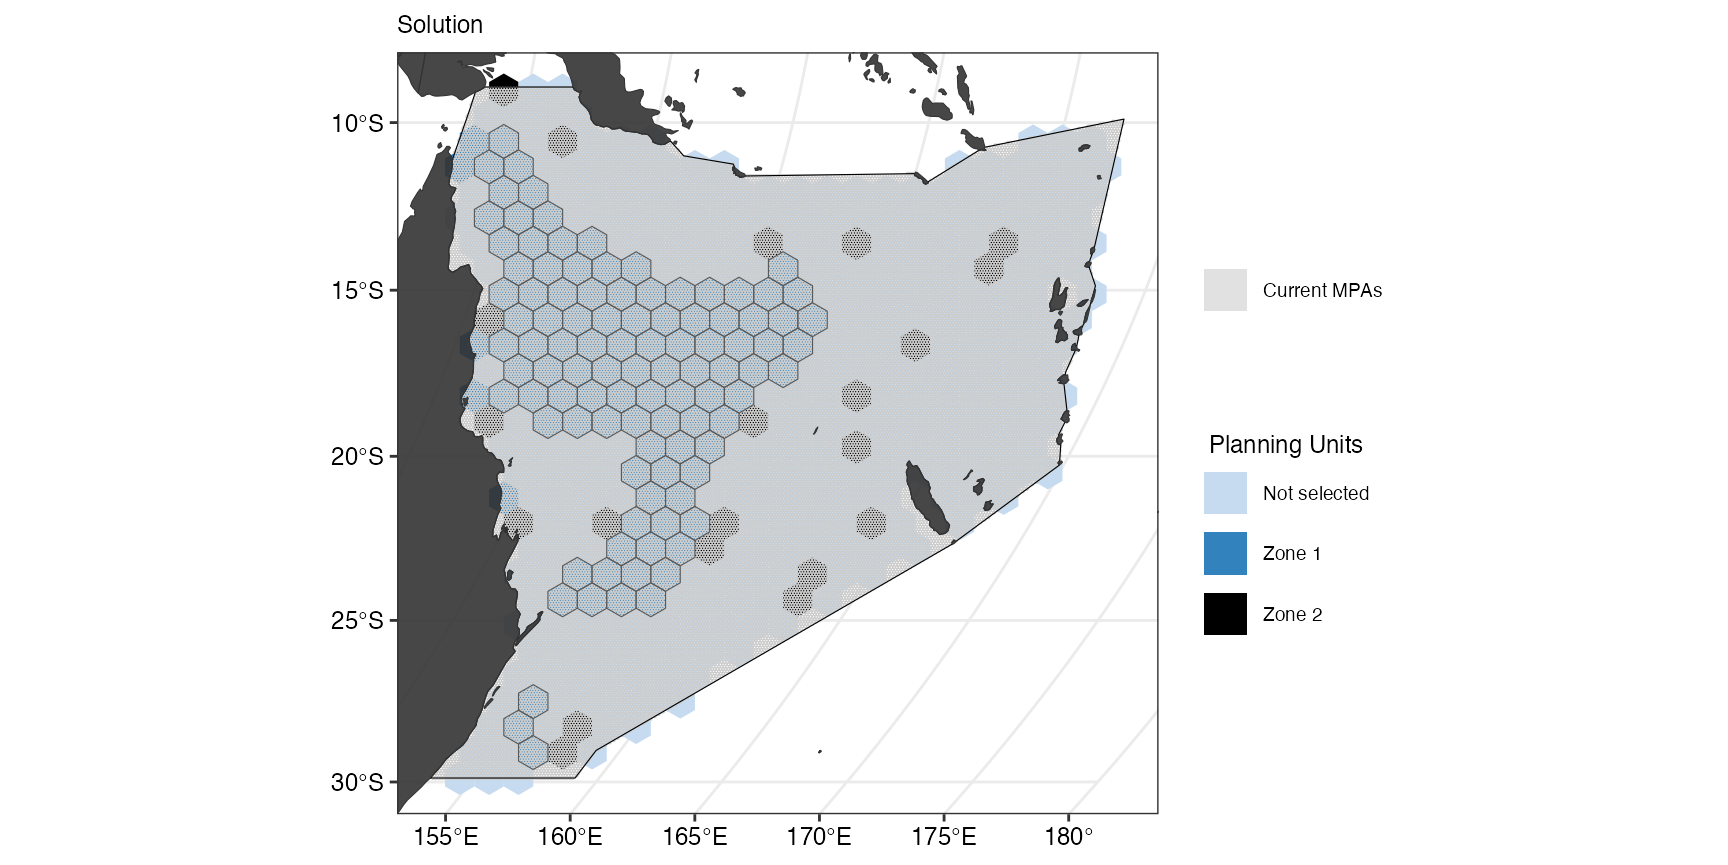 Solution
10°S
15°S
20°S
25°S
30°S
155°E
160°E
165°E
170°E
175°E
180°
Current MPAs
Planning Units
Not selected
Zone 1
Zone 2